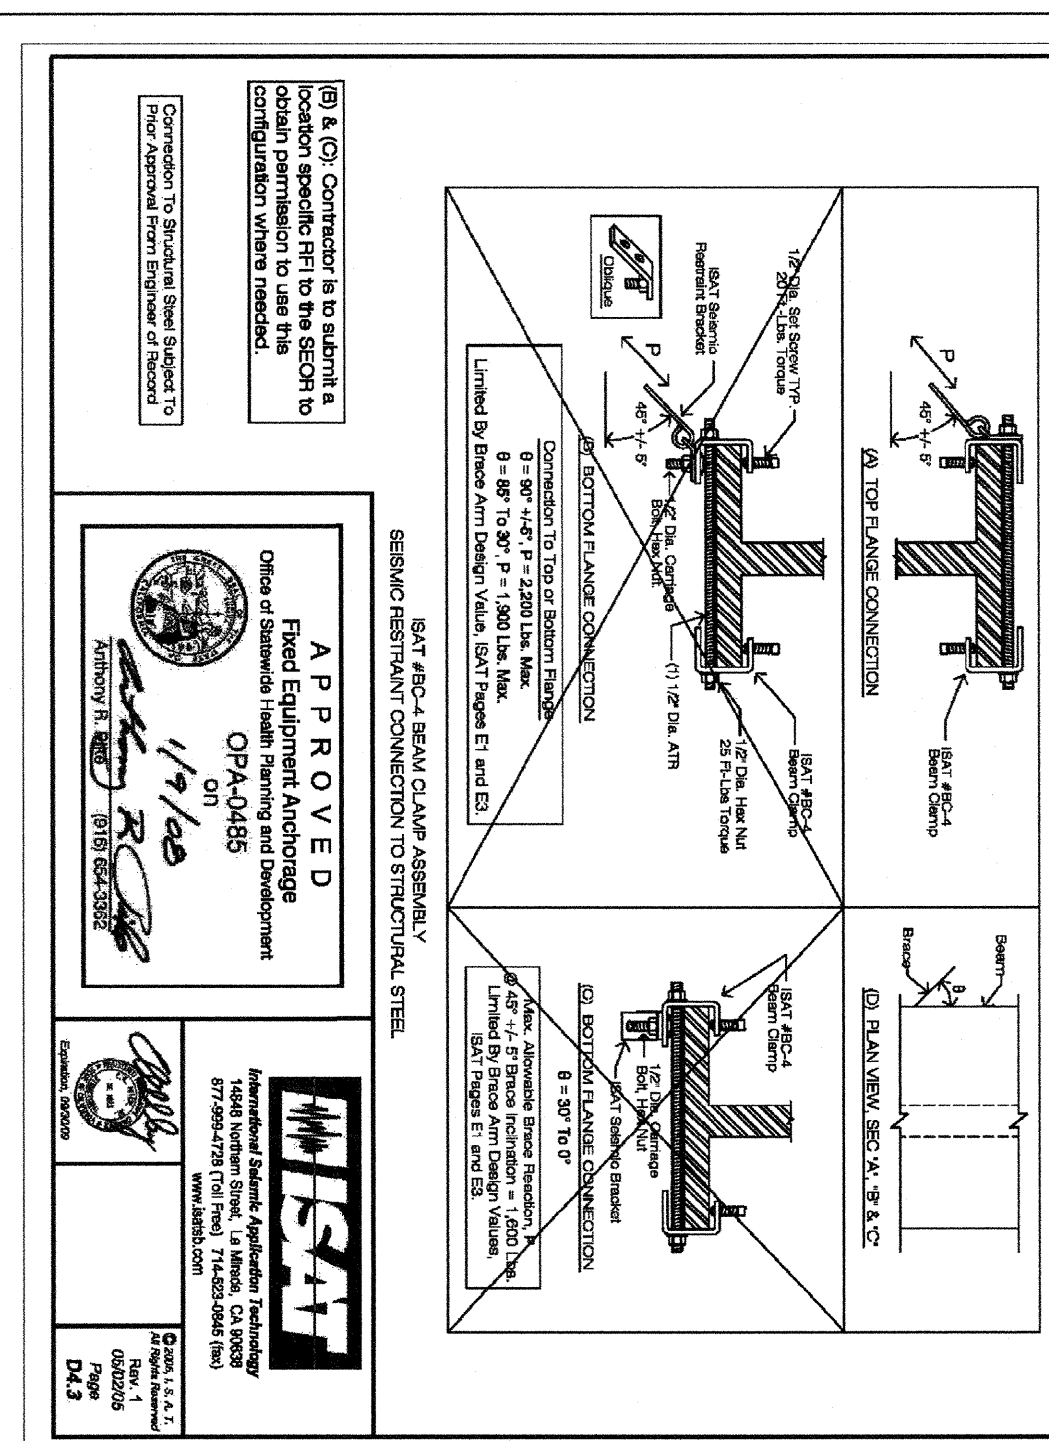 (A) TOP FLANGE CONNECTION
P
45° +/- 5°
ISAT #BC-4
Beam Clamp
(D) PLAN VIEW, SEC "A", "B" & "C"
Beam
Brace
θ
1/2" Dia. Set Screw TYP.
20 Ft.-Lbs. Torque
ISAT Seismic
Restraint Bracket
Oblique
P
45° +/- 5°
1/2" Dia. Carriage
Bolt, Hex Nut
(1) 1/2" Dia. ATR
1/2" Dia. Hex Nut
25 Ft-Lbs Torque
ISAT #BC-4
Beam Clamp
(B) BOTTOM FLANGE CONNECTION
Connection To Top or Bottom Flange
θ = 90° +/-5°, P = 2,200 Lbs. Max.
θ = 85° To 30°, P = 1,900 Lbs. Max.
Limited By Brace Arm Design Value, ISAT Pages E1 and E3.
ISAT #BC-4
Beam Clamp
1/2" Dia. Carriage
Bolt, Hex Nut
ISAT Seismic Bracket
(C) BOTTOM FLANGE CONNECTION
θ = 30° To 0°
Max. Allowable Brace Reaction, P
@ 45° +/- 5° Brace Inclination = 1,600 Lbs.
Limited By Brace Arm Design Values,
ISAT Pages E1 and E3.
ISAT #BC-4 BEAM CLAMP ASSEMBLY
SEISMIC RESTRAINT CONNECTION TO STRUCTURAL STEEL
(B) & (C): Contractor is to submit a
location specific RFI to the SEOR to
obtain permission to use this
configuration where needed.
Connection To Structural Steel Subject To
Prior Approval From Engineer of Record
APPROVED
Fixed Equipment Anchorage
Office of Statewide Health Planning and Development
OPA-0485
on
1/9/08
Anthony R. Pike (916) 654-3362
ISAT
International Seismic Application Technology
14848 Northam Street, La Mirada, CA 90638
877-999-4728 (Toll Free) 714-523-0845 (fax)
www.isatsb.com
Expiration, 09/30/09
© 2005, I. S. A. T.
All Rights Reserved
Rev. 1
05/02/05
Page
D4.3